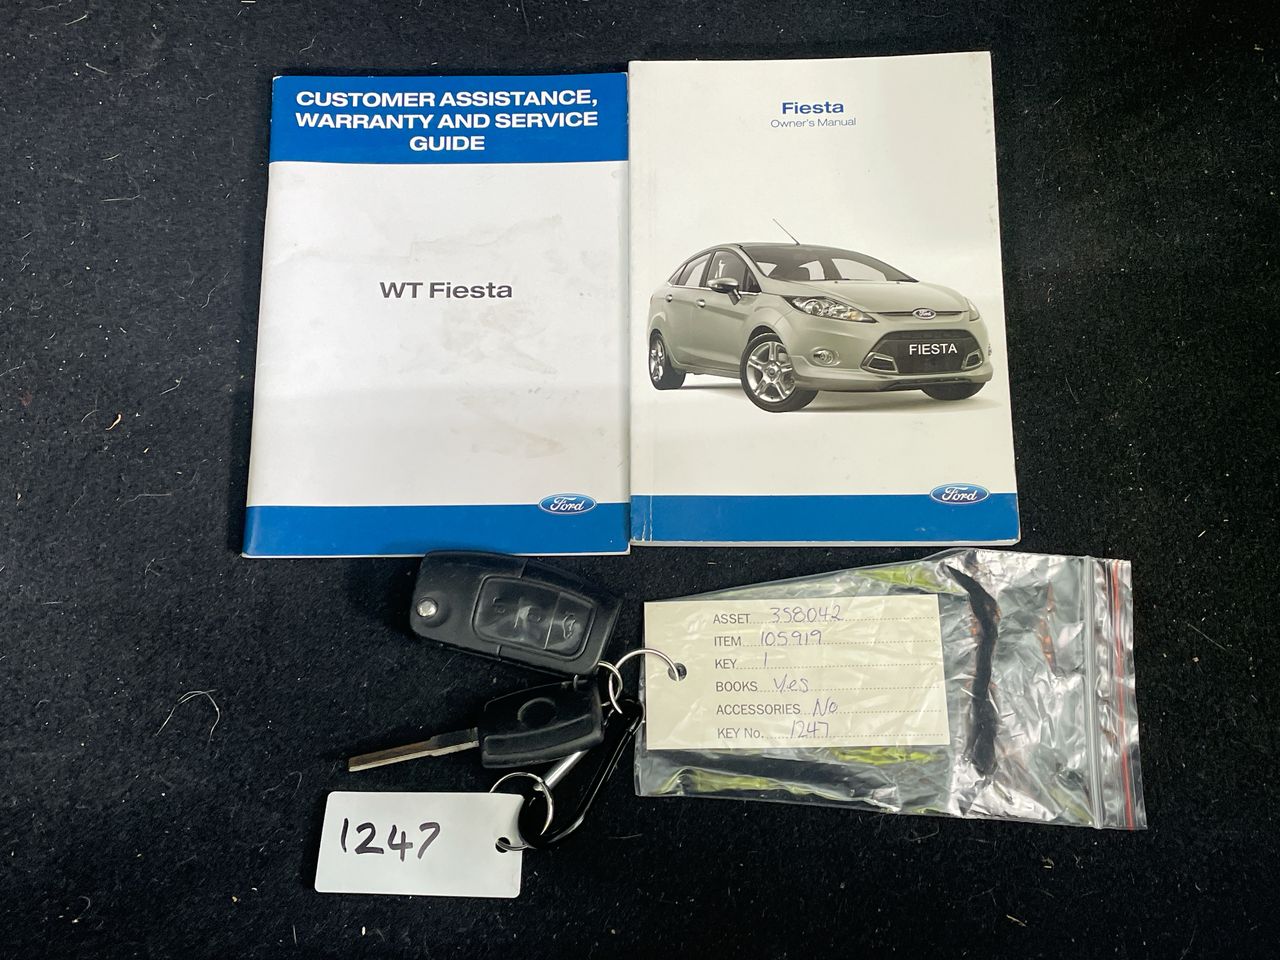 CUSTOMER ASSISTANCE,
WARRANTY AND SERVICE
GUIDE
WT Fiesta
Ford
Fiesta
Owner's Manual
Ford
FIESTA
Ford
ASSET 358042
ITEM 105919
KEY 1
BOOKS Yes
ACCESSORIES No
KEY No. 1247
1247